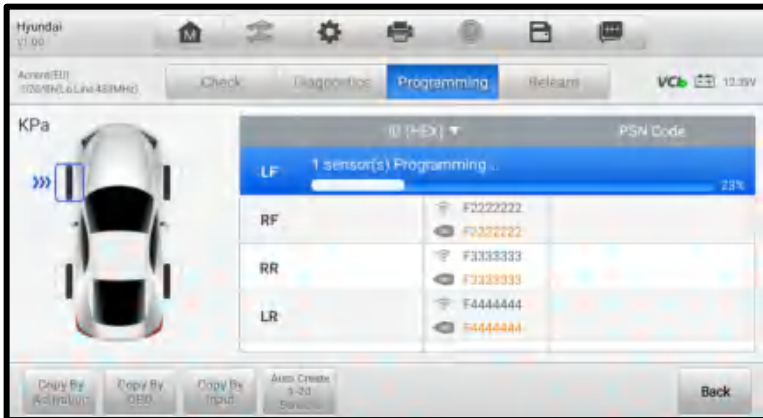 Hyundai
V1.00
M
Check
Diagnostics
Programming
Relearn
VCI
KPa
ID (HEX) ▼
PSN Code
LF
1 sensor(s) Programming...
23%
RF
F2222222
F2222222
RR
F3333333
F3333333
LR
F4444444
F4444444
Copy By
Activation
Copy By
OBD
Copy By
Input
Auto Create
1-20
Sensors
Back